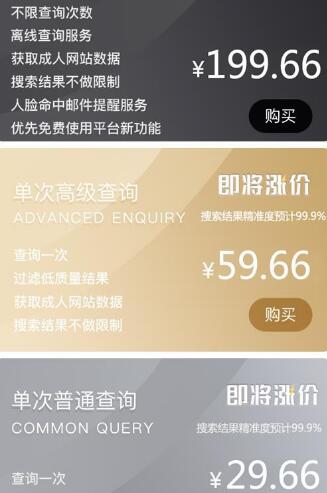 不限查询次数
离线查询服务
获取成人网站数据
搜索结果不做限制
人脸命中邮件提醒服务
优先免费使用平台新功能
¥199.66
购买
单次高级查询
ADVANCED ENQUIRY
即将涨价
搜索结果精准度预计99.9%
查询一次
过滤低质量结果
获取成人网站数据
搜索结果不做限制
¥59.66
购买
单次普通查询
COMMON QUERY
即将涨价
搜索结果精准度预计99.9%
查询一次
¥29.66